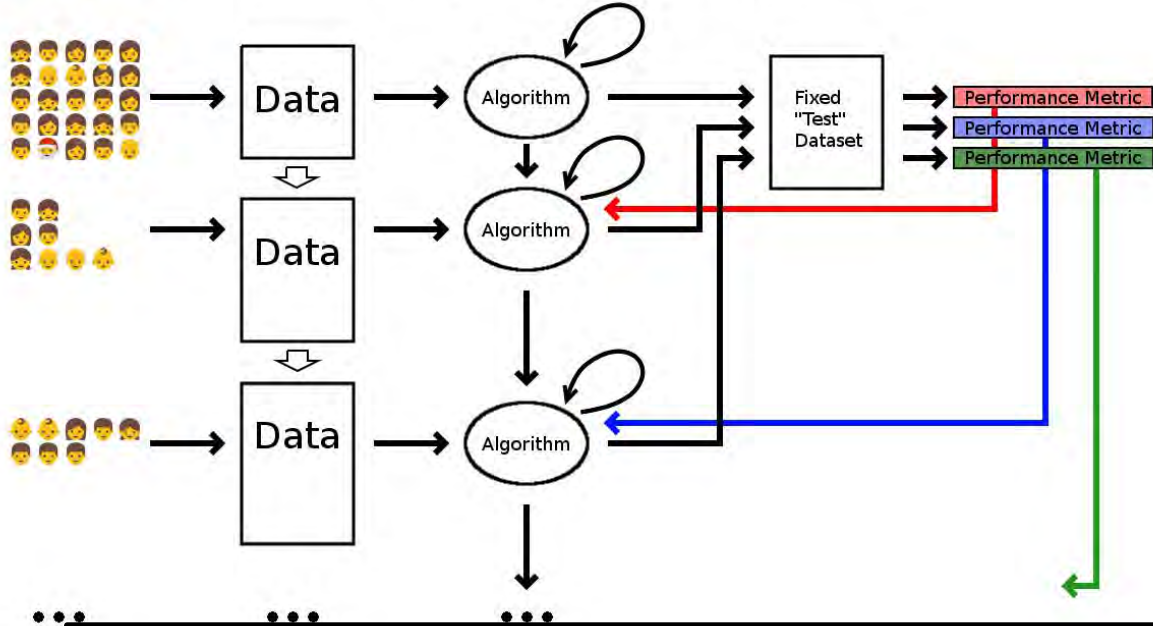 Data
Algorithm
Fixed
"Test"
Dataset
Performance Metric
Performance Metric
Performance Metric
Data
Algorithm
Data
Algorithm